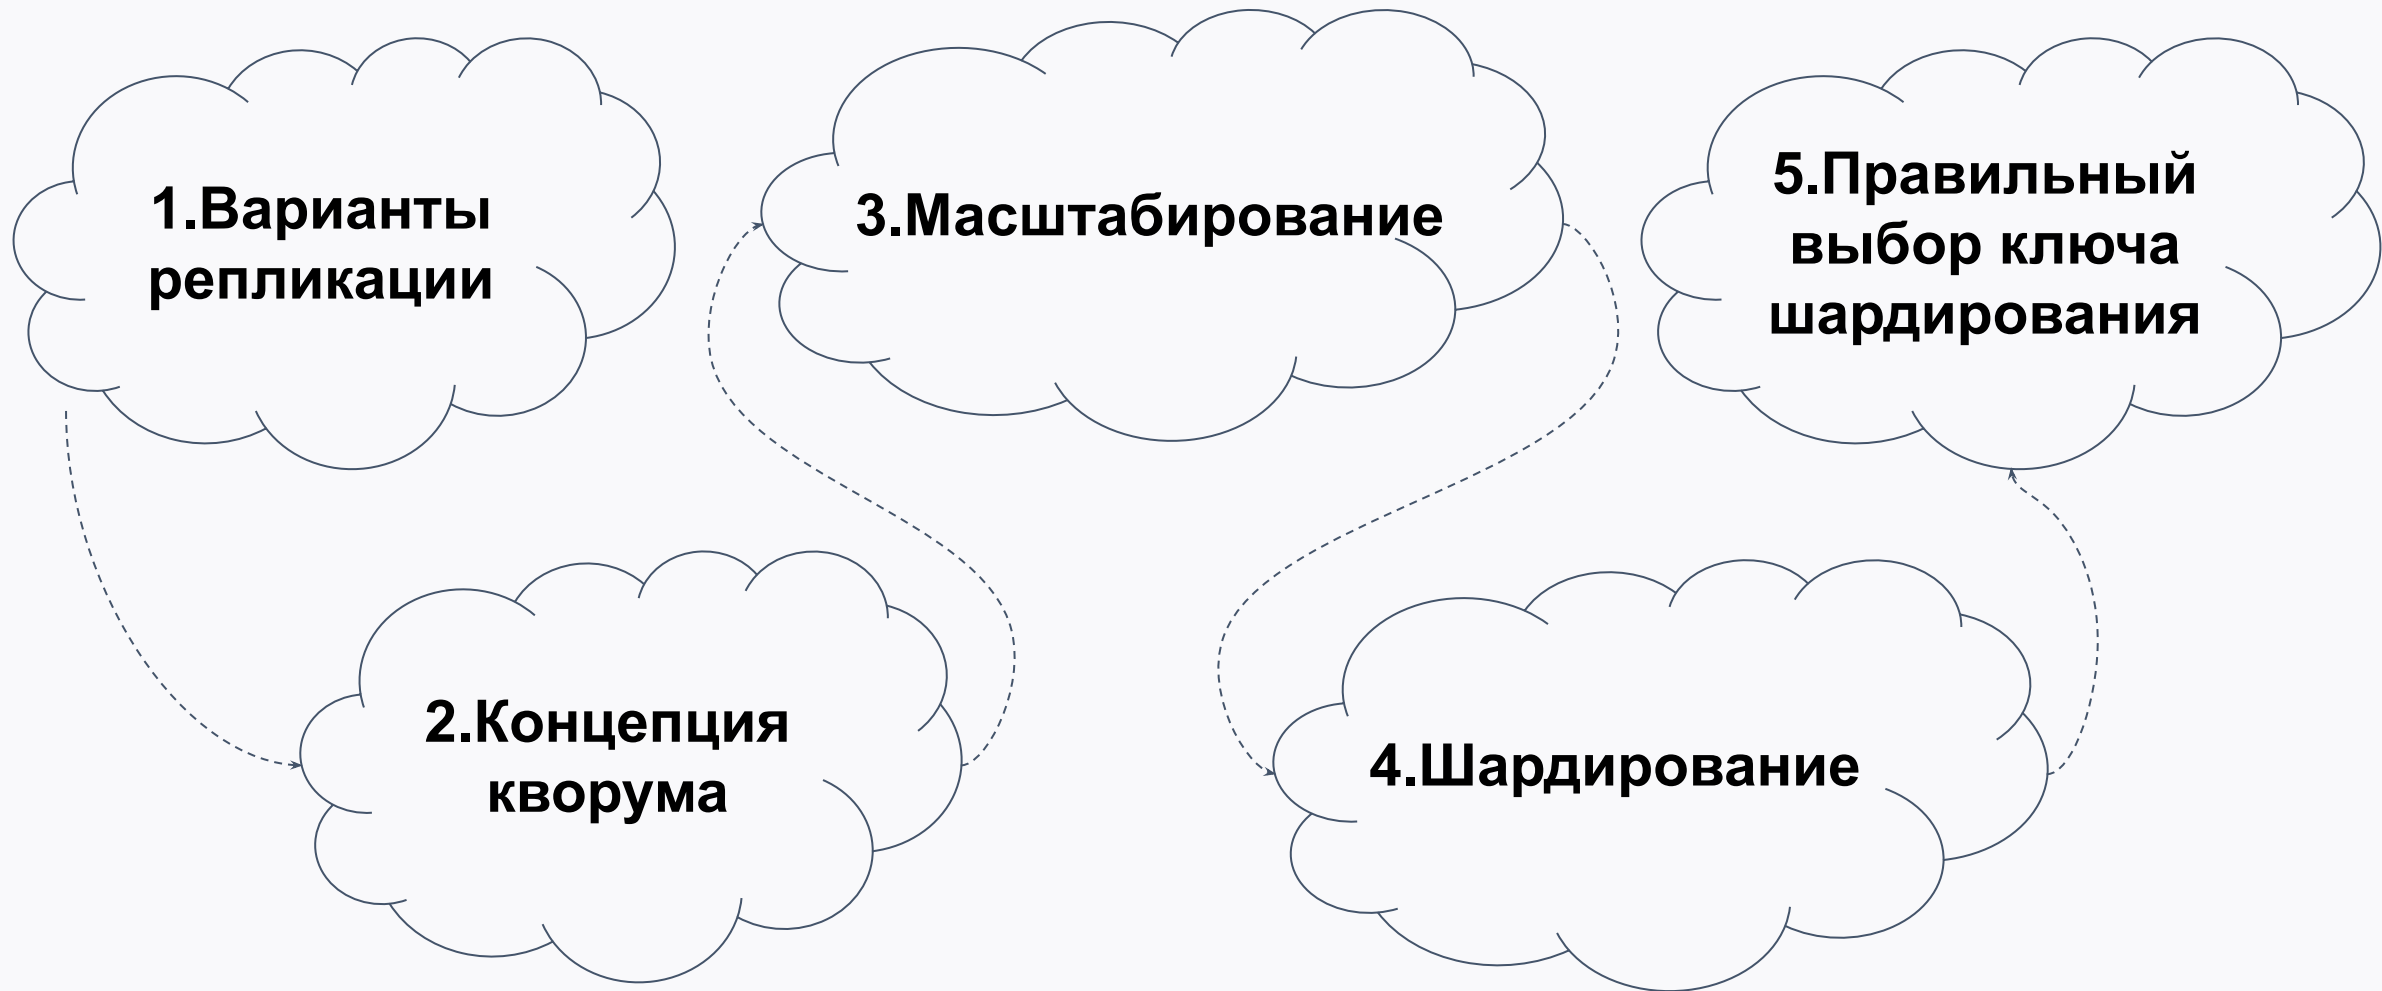 1.Варианты
репликации
2.Концепция
кворума
3.Масштабирование
4.Шардирование
5.Правильный
выбор ключа
шардирования